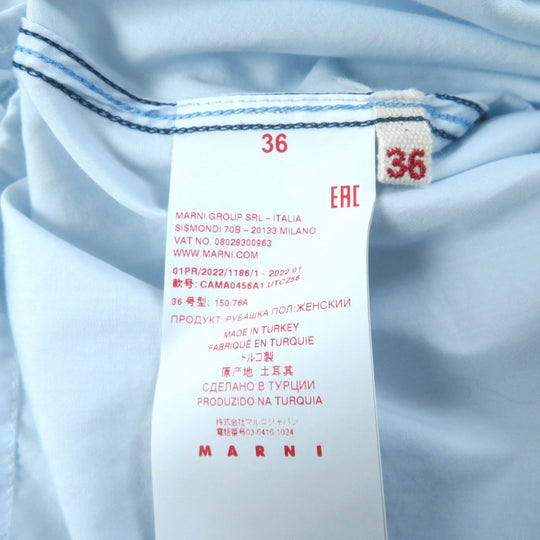 36
36
EAC
MARNI GROUP SRL – ITALIA
SISMONDI 70B – 20133 MILANO
VAT NO. 08028300963
WWW.MARNI.COM
01PR/2022/1186/1 - 2022 01
款号: CAMA0456A1 UTCZ56
36 号型: 150/76A
ПРОДУКТ: РУБАШКА ПОЛ:ЖЕНСКИЙ
MADE IN TURKEY
FABRIQUÉ EN TURQUIE
トルコ製
原产地: 土耳其
СДЕЛАНО В ТУРЦИИ
PRODUZIDO NA TURQUIA
株式会社マルニジャパン
電話番号03-6416-1024
MARNI